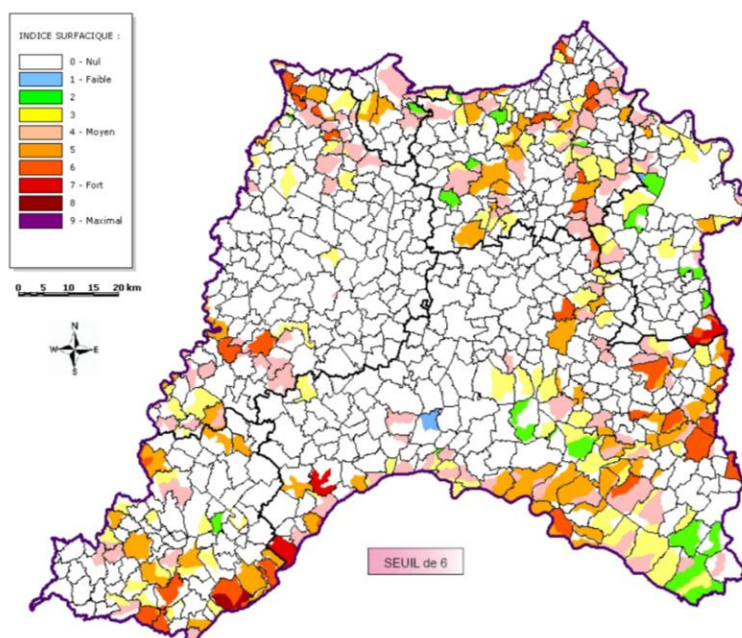 INDICE SURFACIQUE :
0 - Nul
1 - Faible
2
3
4 - Moyen
5
6
7 - Fort
8
9 - Maximal
0 5 10 15 20 km
N
W E
S
SEUIL de 6